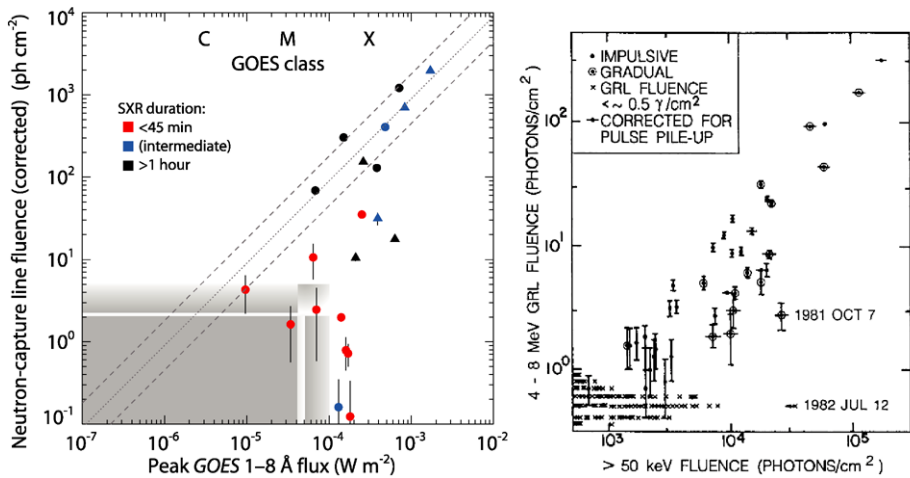 C M X
GOES class
SXR duration:
<45 min
(intermediate)
>1 hour
Neutron-capture line fluence (corrected) (ph cm⁻²)
10⁴
10³
10²
10¹
10⁰
10⁻¹
10⁻⁷ 10⁻⁶ 10⁻⁵ 10⁻⁴ 10⁻³ 10⁻²
Peak GOES 1–8 Å flux (W m⁻²)
IMPULSIVE
GRADUAL
GRL FLUENCE
<~ 0.5 γ/cm²
CORRECTED FOR
PULSE PILE-UP
4 - 8 MeV GRL FLUENCE (PHOTONS/cm²)
10²
10¹
10⁰
1981 OCT 7
1982 JUL 12
10³ 10⁴ 10⁵
> 50 keV FLUENCE (PHOTONS/cm²)